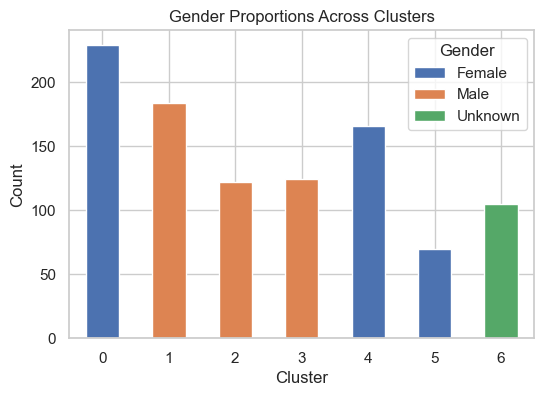 Gender Proportions Across Clusters
Gender
Female
Male
Unknown
Count
200
150
100
50
0
0 1 2 3 4 5 6
Cluster